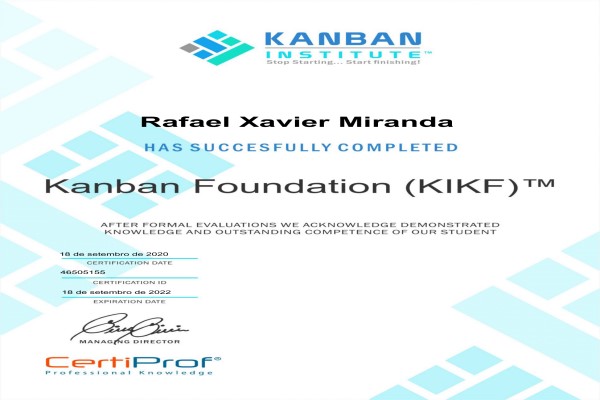 KANBAN
INSTITUTE™
Stop Starting... Start finishing!
Rafael Xavier Miranda
HAS SUCCESFULLY COMPLETED
Kanban Foundation (KIKF)™
AFTER FORMAL EVALUATIONS WE ACKNOWLEDGE DEMONSTRATED
KNOWLEDGE AND OUTSTANDING COMPETENCE OF OUR STUDENT
18 de setembro de 2020
CERTIFICATION DATE
46505155
CERTIFICATION ID
18 de setembro de 2022
EXPIRATION DATE
MANAGING DIRECTOR
CertiProf®
Professional Knowledge